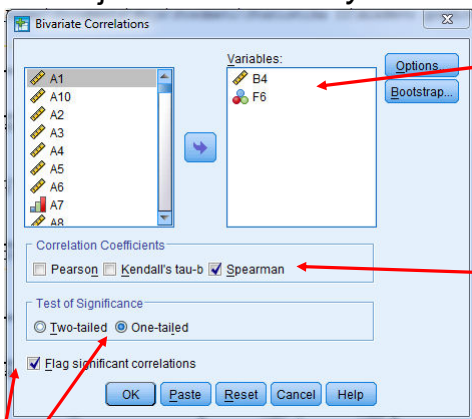 Bivariate Correlations
Variables:
A1
A10
A2
A3
A4
A5
A6
A7
A8
B4
F6
Options...
Bootstrap...
Correlation Coefficients
Pearson Kendall's tau-b Spearman
Test of Significance
Two-tailed One-tailed
Flag significant correlations
OK Paste Reset Cancel Help